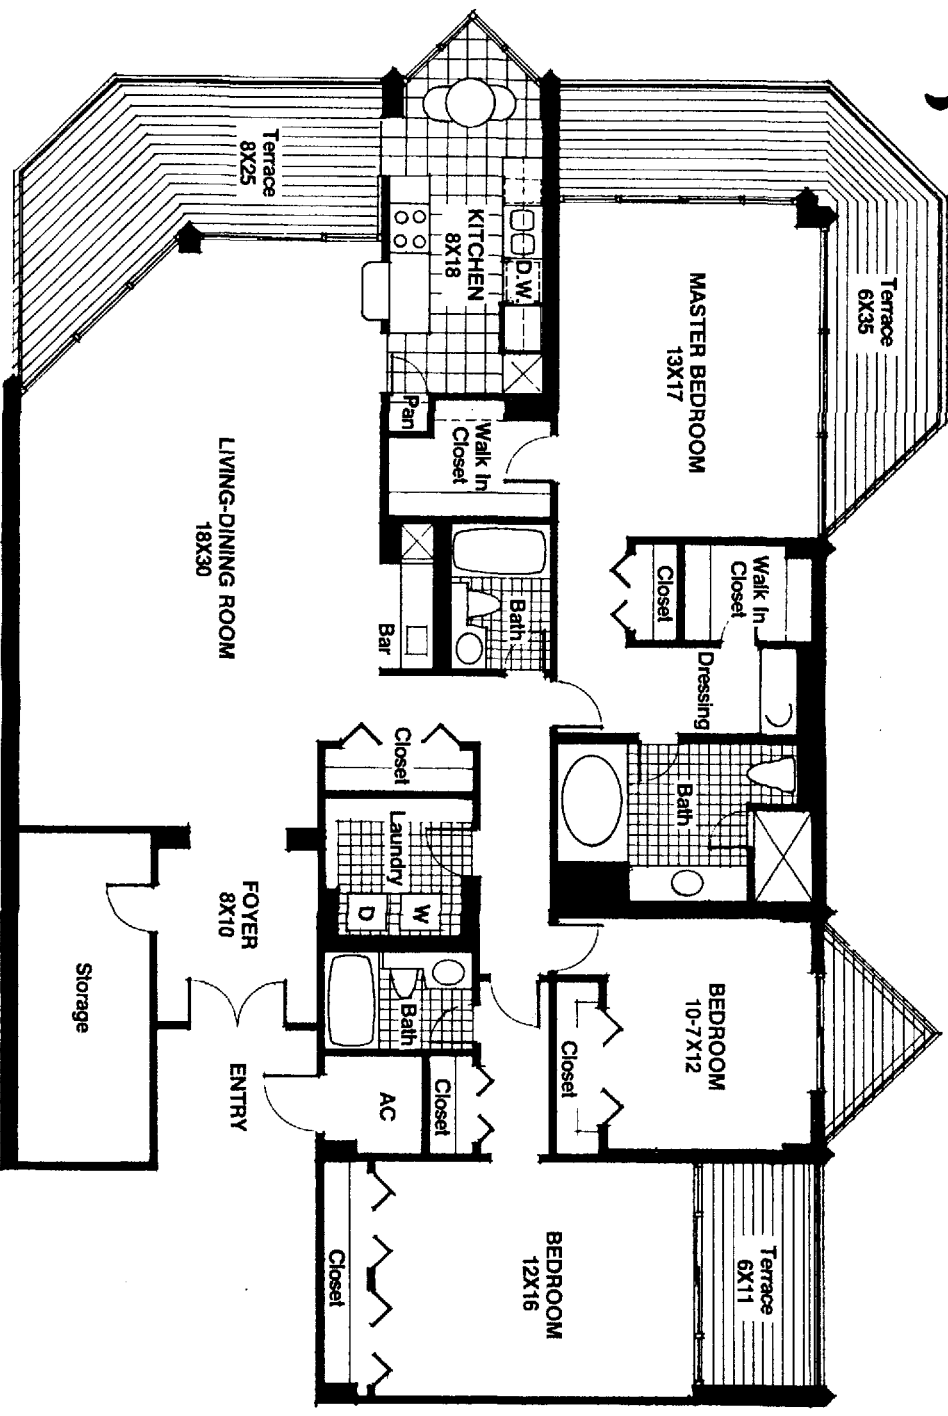 Terrace
8X25
KITCHEN
8X18
D.W.
MASTER BEDROOM
13X17
Terrace
6X35
Pan
Walk In
Closet
LIVING-DINING ROOM
18X30
Bar
Bath
Closet
Walk In
Closet
Dressing
Closet
Bath
Laundry
W
D
FOYER
8X10
Storage
ENTRY
Bath
AC
Closet
Closet
BEDROOM
10-7X12
Closet
BEDROOM
12X16
Terrace
6X11